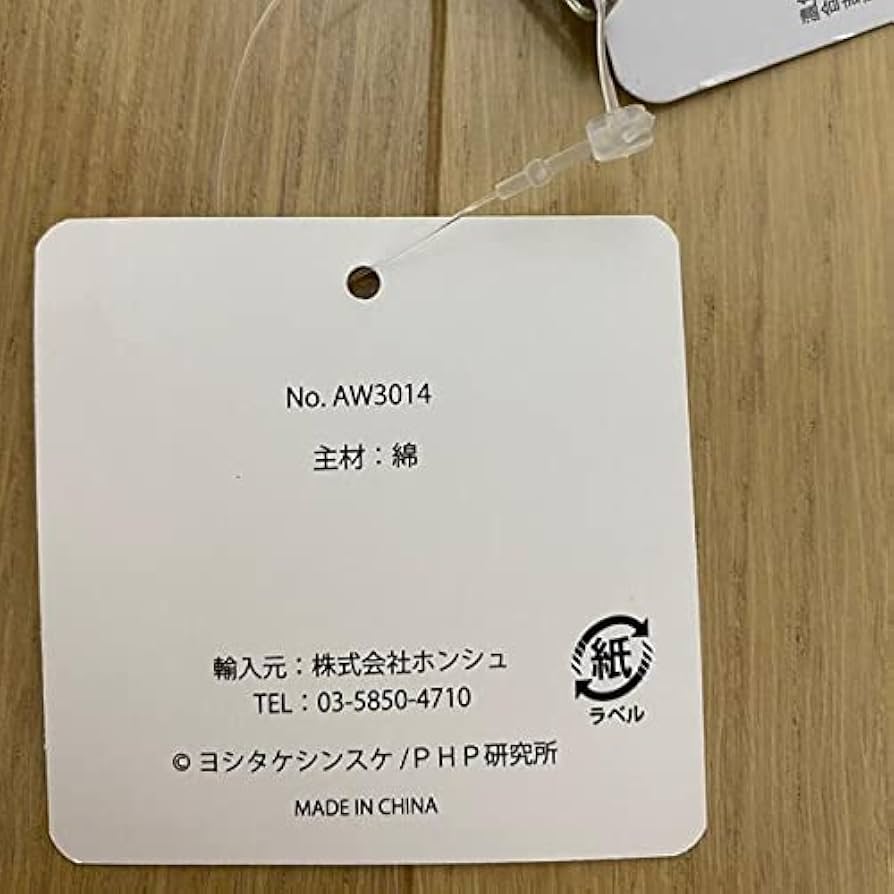 No. AW3014
主材：綿
輸入元：株式会社ホンシュ
TEL：03-5850-4710
紙
ラベル
© ヨシタケシンスケ /ＰＨＰ研究所
MADE IN CHINA